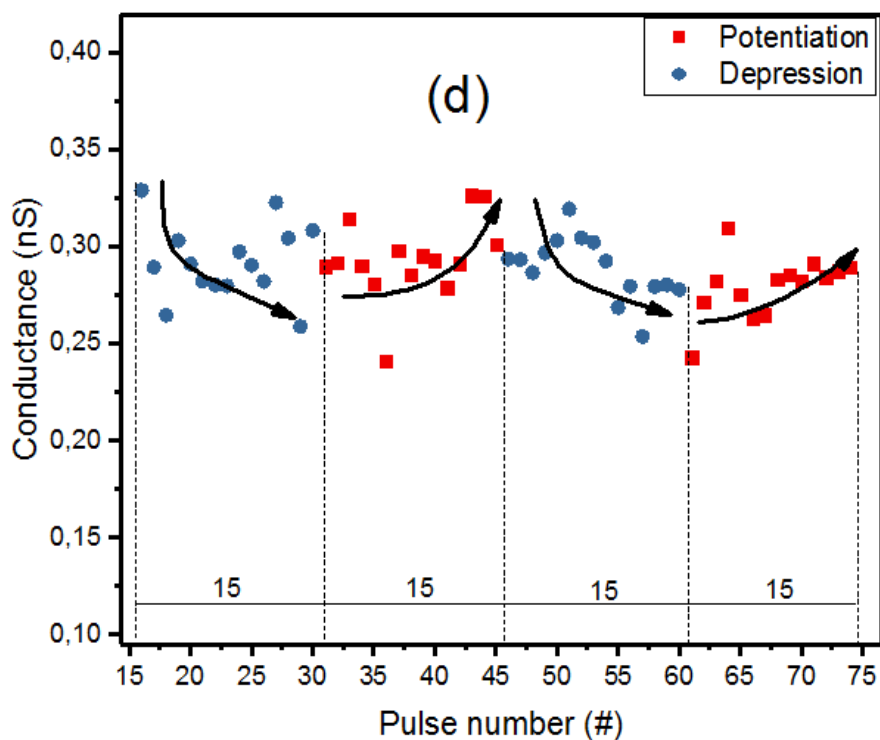 Potentiation
Depression
(d)
Conductance (nS)
0,40
0,35
0,30
0,25
0,20
0,15
0,10
15 15 15 15
15 20 25 30 35 40 45 50 55 60 65 70 75
Pulse number (#)